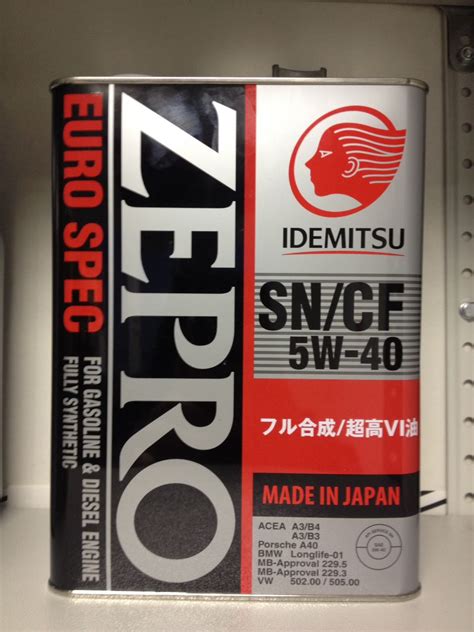 EURO SPEC
FOR GASOLINE & DIESEL ENGINE
FULLY SYNTHETIC
ZEPRO
IDEMITSU
SN/CF
5W-40
フル合成/超高VI油
MADE IN JAPAN
ACEA A3/B4
A3/B3
Porsche A40
BMW Longlife-01
MB-Approval 229.5
MB-Approval 229.3
VW 502.00 / 505.00